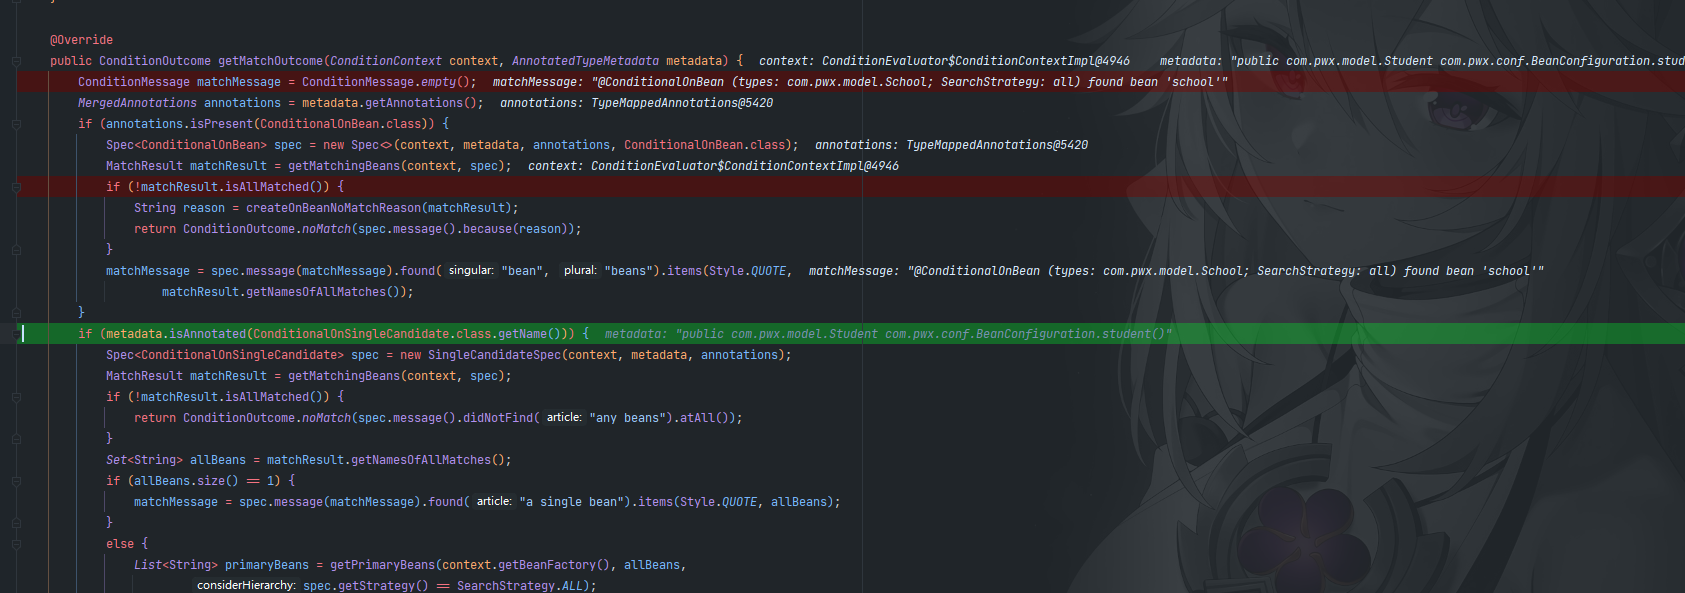 }
@Override
public ConditionOutcome getMatchOutcome(ConditionContext context, AnnotatedTypeMetadata metadata) {  context: ConditionEvaluator$ConditionContextImpl@4946    metadata: "public com.pwx.model.Student com.pwx.conf.BeanConfiguration.stud
ConditionMessage matchMessage = ConditionMessage.empty();  matchMessage: "@ConditionalOnBean (types: com.pwx.model.School; SearchStrategy: all) found bean 'school'"
MergedAnnotations annotations = metadata.getAnnotations();  annotations: TypeMappedAnnotations@5420
if (annotations.isPresent(ConditionalOnBean.class)) {
Spec<ConditionalOnBean> spec = new Spec<>(context, metadata, annotations, ConditionalOnBean.class);  annotations: TypeMappedAnnotations@5420
MatchResult matchResult = getMatchingBeans(context, spec);  context: ConditionEvaluator$ConditionContextImpl@4946
if (!matchResult.isAllMatched()) {
String reason = createOnBeanNoMatchReason(matchResult);
return ConditionOutcome.noMatch(spec.message().because(reason));
}
matchMessage = spec.message(matchMessage).found( singular: "bean",  plural: "beans").items(Style.QUOTE,  matchMessage: "@ConditionalOnBean (types: com.pwx.model.School; SearchStrategy: all) found bean 'school'"
matchResult.getNamesOfAllMatches());
}
if (metadata.isAnnotated(ConditionalOnSingleCandidate.class.getName())) {  metadata: "public com.pwx.model.Student com.pwx.conf.BeanConfiguration.student()"
Spec<ConditionalOnSingleCandidate> spec = new SingleCandidateSpec(context, metadata, annotations);
MatchResult matchResult = getMatchingBeans(context, spec);
if (!matchResult.isAllMatched()) {
return ConditionOutcome.noMatch(spec.message().didNotFind( article: "any beans").atAll());
}
Set<String> allBeans = matchResult.getNamesOfAllMatches();
if (allBeans.size() == 1) {
matchMessage = spec.message(matchMessage).found( article: "a single bean").items(Style.QUOTE, allBeans);
}
else {
List<String> primaryBeans = getPrimaryBeans(context.getBeanFactory(), allBeans,
considerHierarchy: spec.getStrategy() == SearchStrategy.ALL);